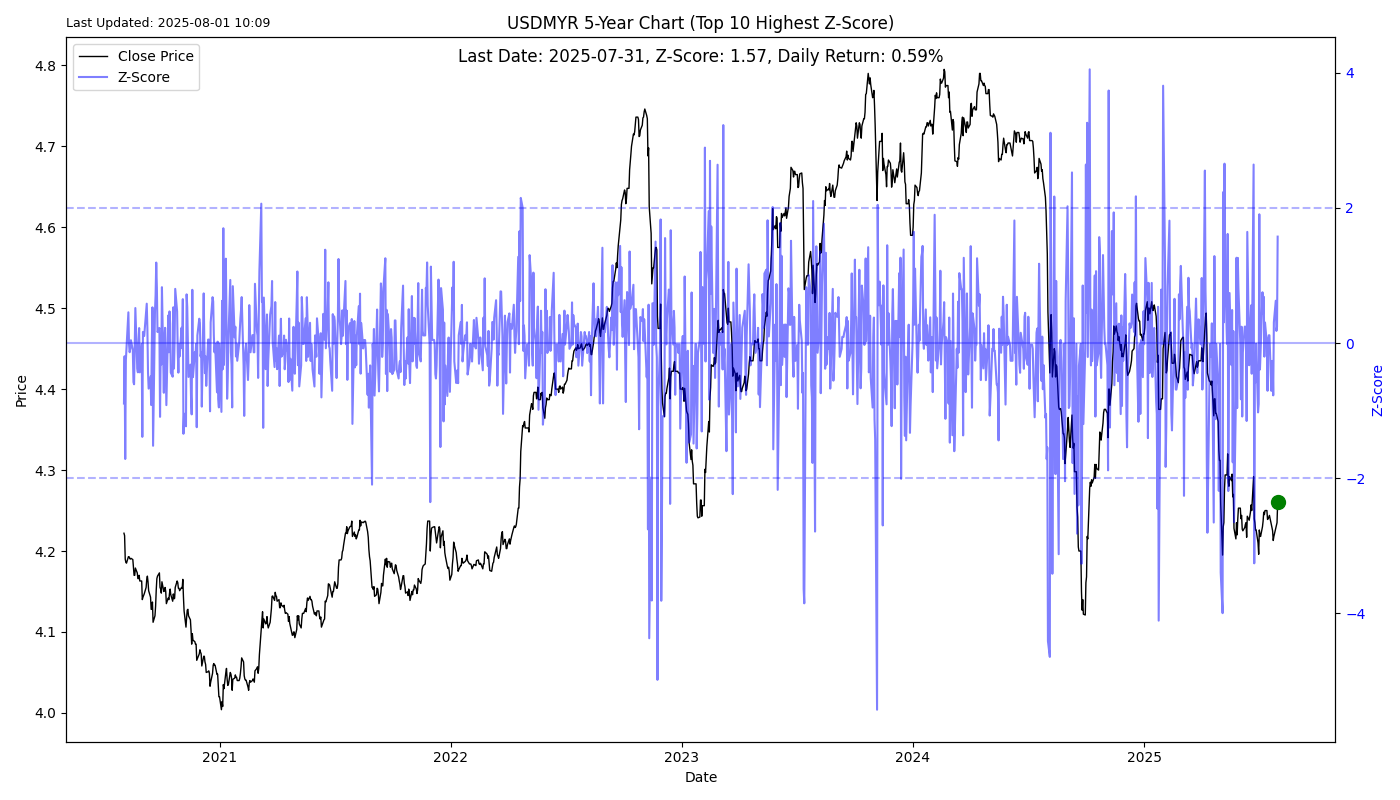 Last Updated: 2025-08-01 10:09
USDMYR 5-Year Chart (Top 10 Highest Z-Score)
Last Date: 2025-07-31, Z-Score: 1.57, Daily Return: 0.59%
Close Price
Z-Score
4.8
4.7
4.6
4.5
4.4
4.3
4.2
4.1
4.0
Price
4
2
0
−2
−4
Z-Score
2021
2022
2023
2024
2025
Date